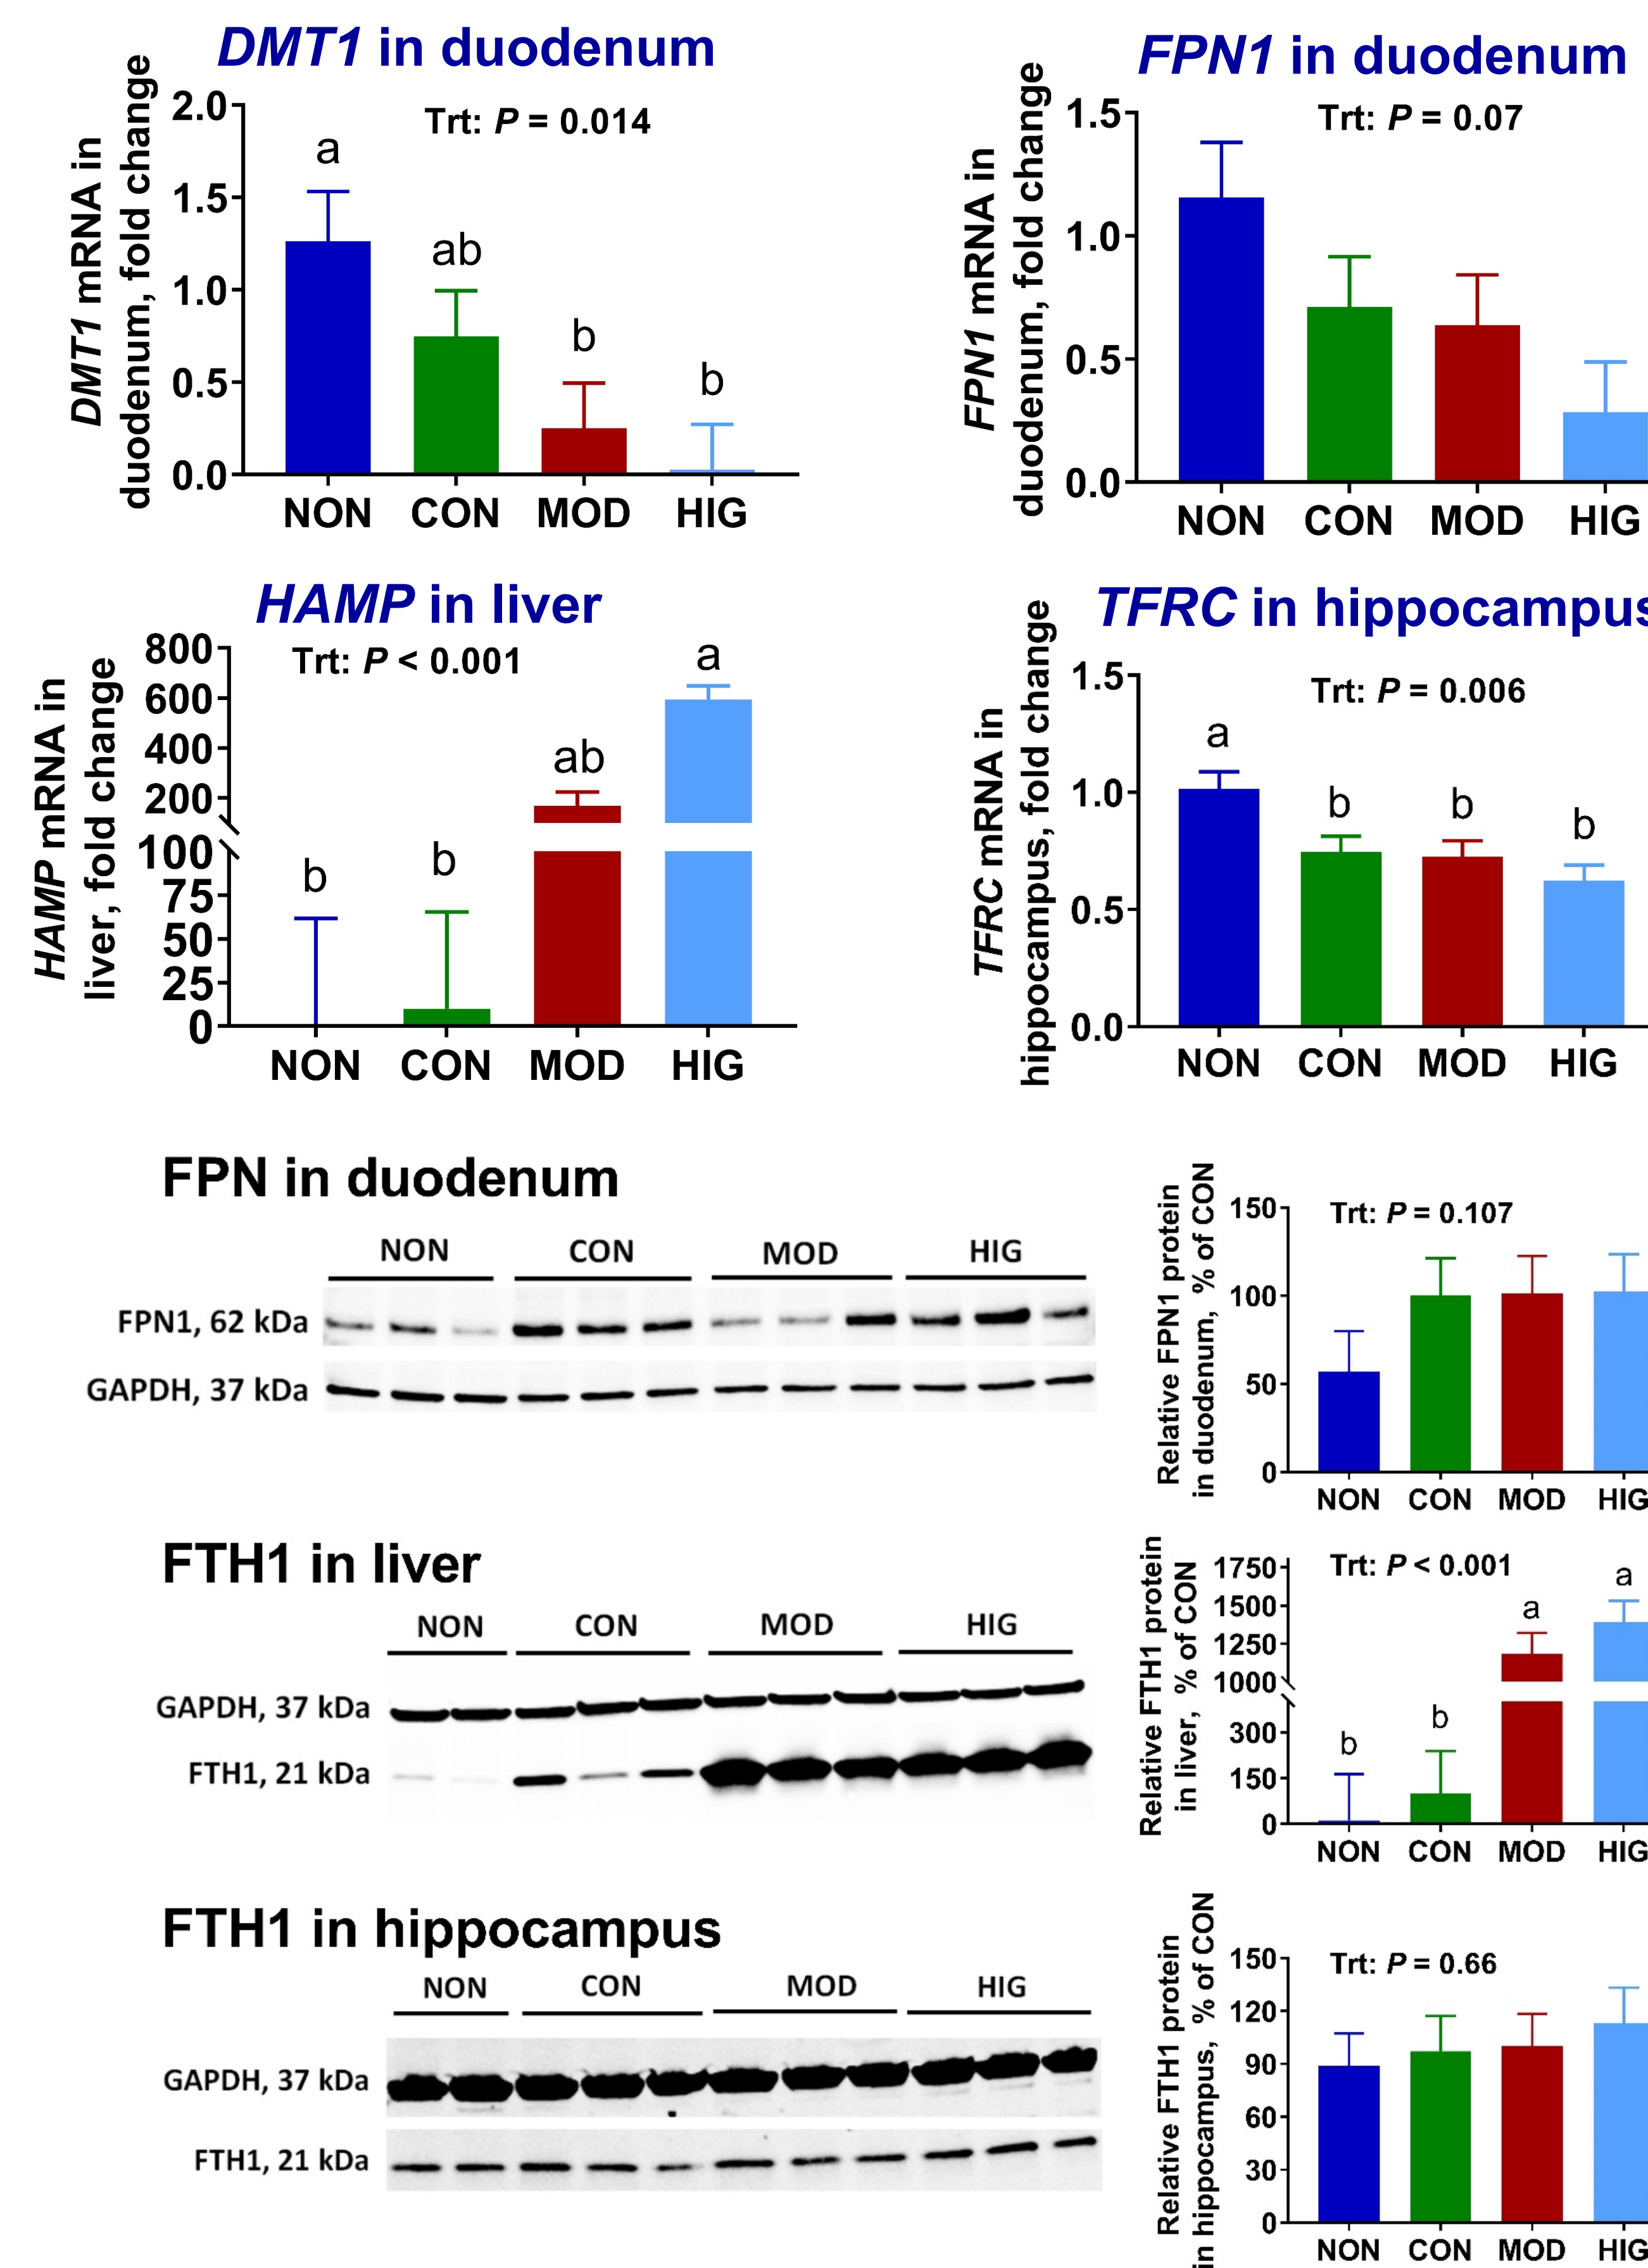 DMT1 in duodenum
DMT1 mRNA in
duodenum, fold change
2.0
1.5
1.0
0.5
0.0
Trt: P = 0.014
a
ab
b
b
NON CON MOD HIG
FPN1 in duodenum
FPN1 mRNA in
duodenum, fold change
1.5
1.0
0.5
0.0
Trt: P = 0.07
NON CON MOD HIG
HAMP in liver
HAMP mRNA in
liver, fold change
800
600
400
200
100
75
50
25
0
Trt: P < 0.001
b
b
ab
a
NON CON MOD HIG
TFRC in hippocampus
TFRC mRNA in
hippocampus, fold change
1.5
1.0
0.5
0.0
Trt: P = 0.006
a
b
b
b
NON CON MOD HIG
FPN in duodenum
NON CON MOD HIG
FPN1, 62 kDa
GAPDH, 37 kDa
Relative FPN1 protein
in duodenum, % of CON
150
100
50
0
Trt: P = 0.107
NON CON MOD HIG
FTH1 in liver
NON CON MOD HIG
GAPDH, 37 kDa
FTH1, 21 kDa
Relative FTH1 protein
in liver, % of CON
1750
1500
1250
1000
300
150
0
Trt: P < 0.001
b
b
a
a
NON CON MOD HIG
FTH1 in hippocampus
NON CON MOD HIG
GAPDH, 37 kDa
FTH1, 21 kDa
Relative FTH1 protein
in hippocampus, % of CON
150
120
90
60
30
0
Trt: P = 0.66
NON CON MOD HIG